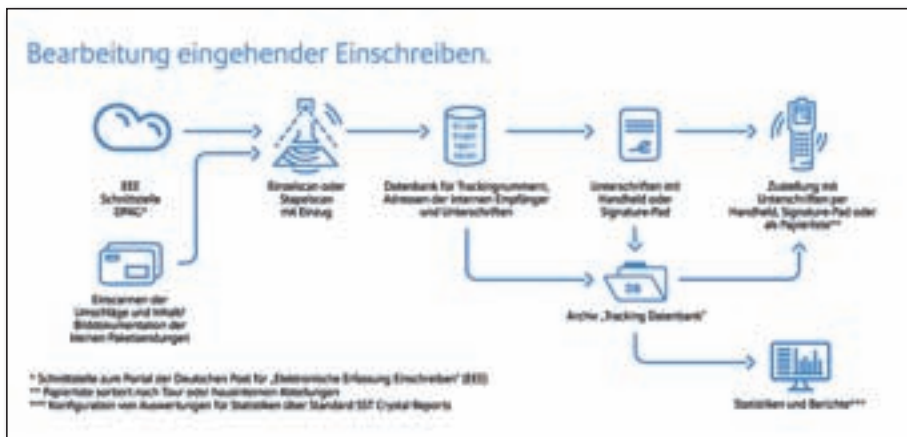 Bearbeitung eingehender Einschreiben.
EEE
Schnittstelle
DPAG*
Einzelscan oder
Stapelscan
mit Einzug
Datenbank für Trackingnummern,
Adressen der internen Empfänger
und Unterschriften
Unterschriften mit
Handheld oder
Signature-Pad
Zustellung mit
Unterschriften per
Handheld, Signature-Pad oder
als Papierliste**
Einscannen der
Umschläge und Inhalt/
Bilddokumentation der
Paketsendungen
Archiv „Tracking Datenbank“
Statistiken und Berichte***
* Schnittstelle zum Portal der Deutschen Post für „Elektronische Erfassung Einschreiben“ (EEE)
** Papierliste sortiert nach Tour oder hausinternen Abteilungen
*** Konfiguration von Auswertungen für Statistiken über Standard Crystal Reports